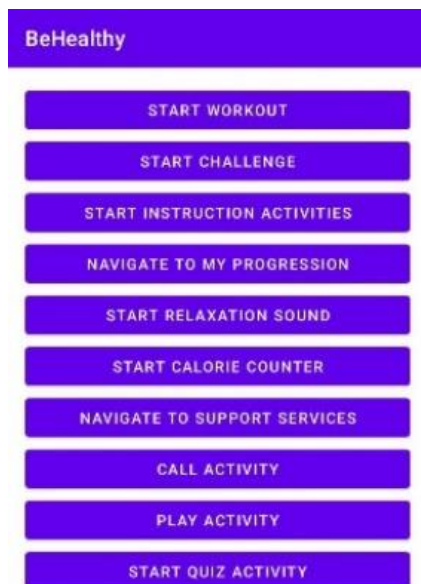 BeHealthy
START WORKOUT
START CHALLENGE
START INSTRUCTION ACTIVITIES
NAVIGATE TO MY PROGRESSION
START RELAXATION SOUND
START CALORIE COUNTER
NAVIGATE TO SUPPORT SERVICES
CALL ACTIVITY
PLAY ACTIVITY
START QUIZ ACTIVITY